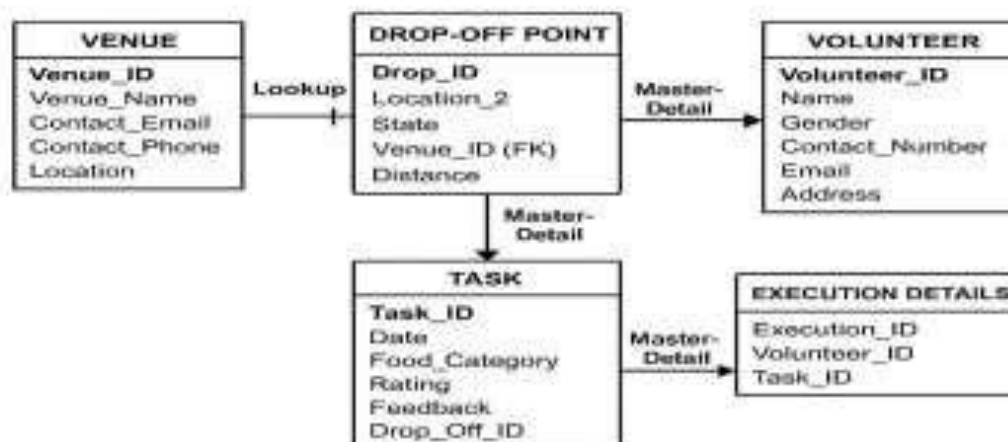 VENUE
Venue_ID
Venue_Name
Contact_Email
Contact_Phone
Location
Lookup
DROP-OFF POINT
Drop_ID
Location_2
State
Venue_ID (FK)
Distance
Master-
Detail
VOLUNTEER
Volunteer_ID
Name
Gender
Contact_Number
Email
Address
Master-
Detail
TASK
Task_ID
Date
Food_Category
Rating
Feedback
Drop_Off_ID
Master-
Detail
EXECUTION DETAILS
Execution_ID
Volunteer_ID
Task_ID